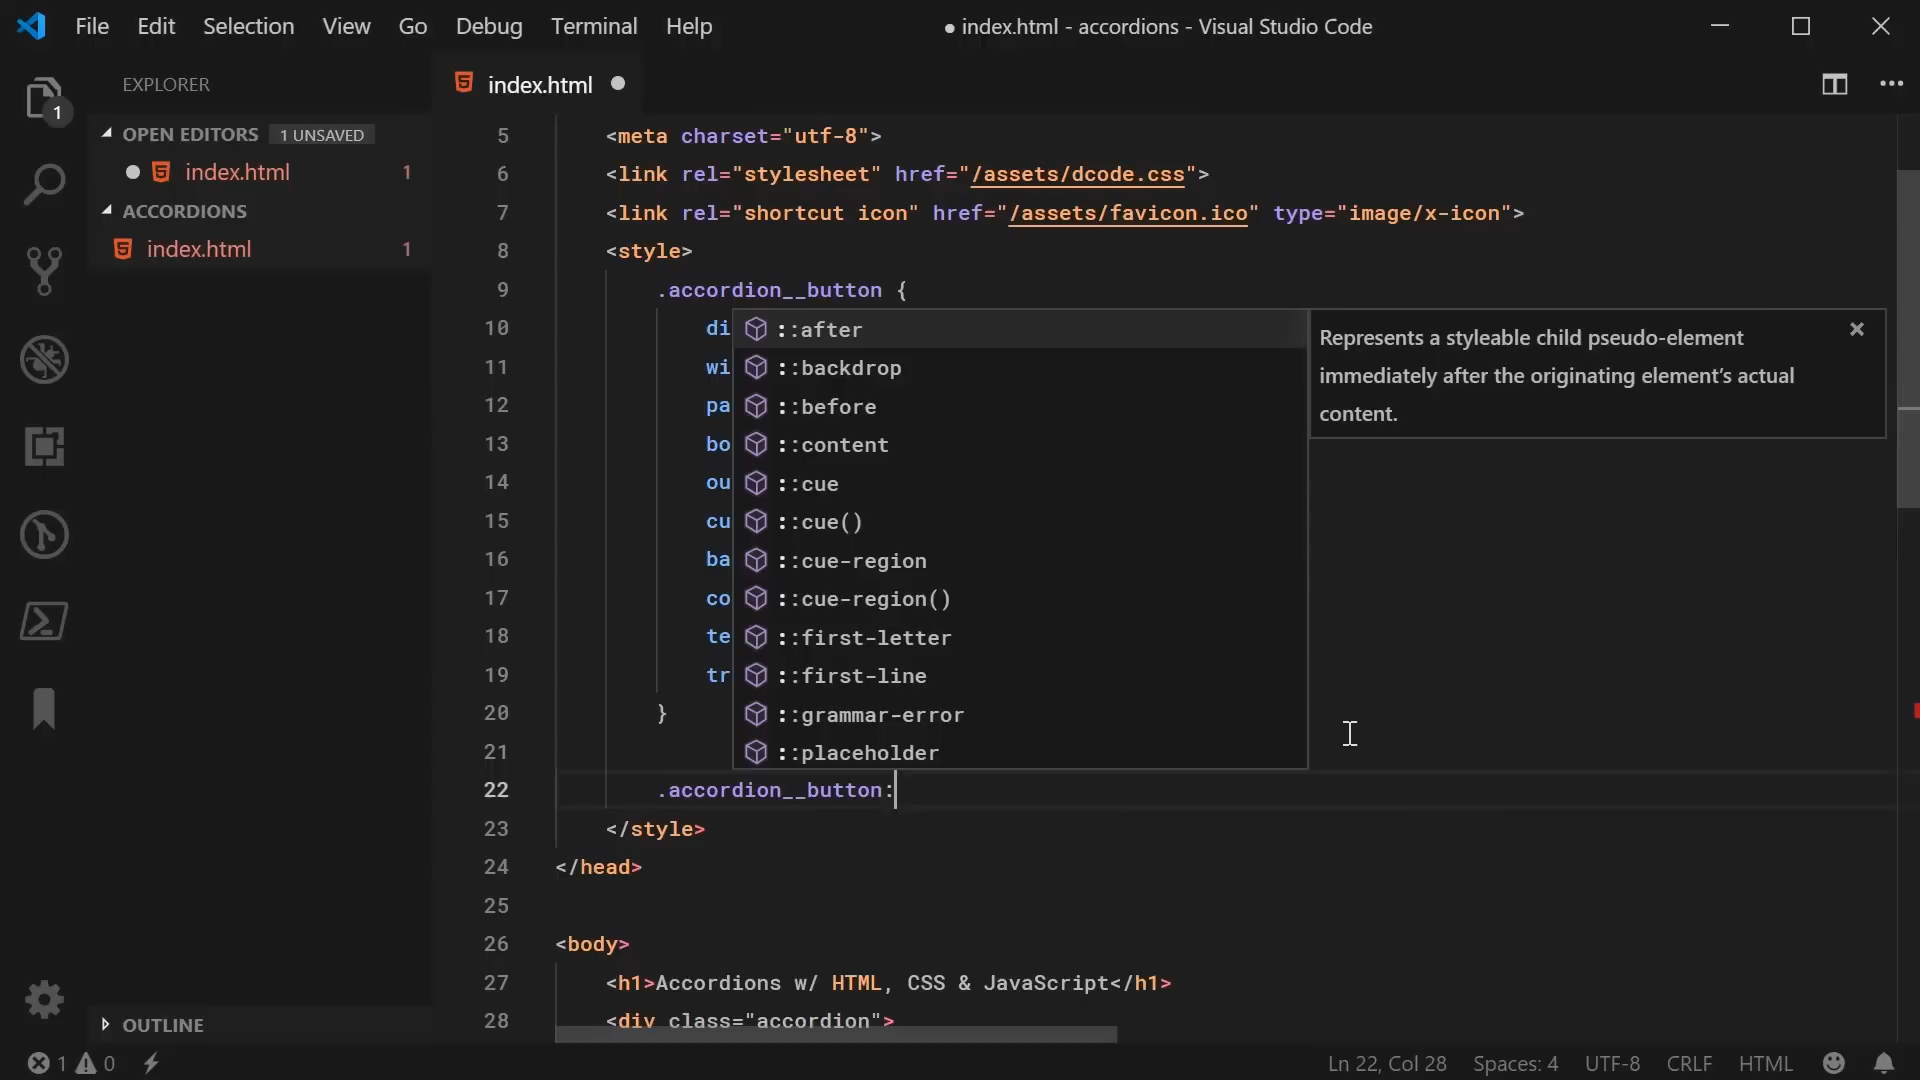 File Edit Selection View Go Debug Terminal Help
● index.html - accordions - Visual Studio Code
EXPLORER
OPEN EDITORS 1 UNSAVED
index.html 1
ACCORDIONS
index.html 1
OUTLINE
1
index.html
5 <meta charset="utf-8">
6 <link rel="stylesheet" href="/assets/dcode.css">
7 <link rel="shortcut icon" href="/assets/favicon.ico" type="image/x-icon">
8 <style>
9 .accordion__button {
10 di
11 wi
12 pa
13 bo
14 ou
15 cu
16 ba
17 co
18 te
19 tr
20 }
21
22 .accordion__button:
23 </style>
24 </head>
25
26 <body>
27 <h1>Accordions w/ HTML, CSS & JavaScript</h1>
28 <div class="accordion">
::after
::backdrop
::before
::content
::cue
::cue()
::cue-region
::cue-region()
::first-letter
::first-line
::grammar-error
::placeholder
Represents a styleable child pseudo-element
immediately after the originating element's actual
content.
1 0
Ln 22, Col 28 Spaces: 4 UTF-8 CRLF HTML